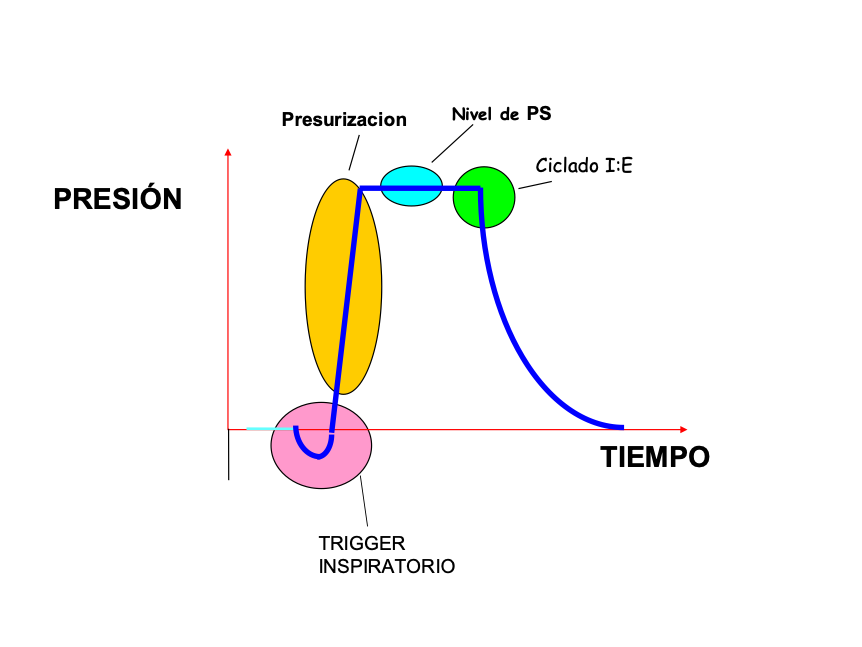 Presurizacion
Nivel de PS
Ciclado I:E
PRESIÓN
TIEMPO
TRIGGER
INSPIRATORIO